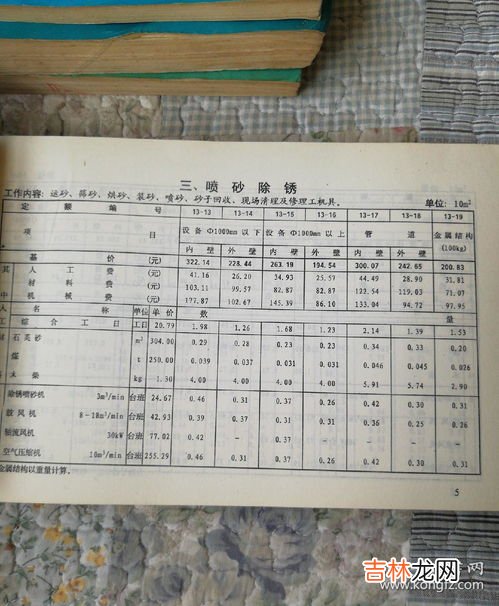 三、喷砂除锈
工作内容：运砂、筛砂、烘砂、装砂、喷砂、砂子回收、现场清理及修理工机具。 单位：10m²
定额编号 13-13 13-14 13-15 13-16 13-17 13-18 13-19
项目 设备Φ1000mm以下 设备Φ1000mm以上 管道 金属结构(100kg)
内壁 外壁 内壁 外壁 内壁 外壁
基价 (元) 322.14 228.44 263.19 194.54 300.07 242.65 200.83
其 人工费 (元) 41.16 26.20 34.93 25.57 44.49 28.90 31.81
材料费 (元) 103.11 99.57 82.87 82.87 122.54 119.03 71.07
中 机械费 (元) 177.87 102.67 145.39 86.10 133.04 94.72 97.95
名称 单位 单价 数量
综合工日 工日 20.79 1.98 1.26 1.68 1.23 2.14 1.39 1.53
石英砂 m³ 304.00 0.29 0.28 0.23 0.23 0.34 0.33 0.20
煤 t 250.00 0.039 0.037 0.031 0.031 0.046 0.045 0.026
木柴 kg 1.30 4.00 4.00 4.00 4.00 5.91 5.74 2.90
除锈喷砂机 3m³/min 台班 24.67 0.46 0.31 0.37 0.26 0.42 0.30 0.31
鼓风机 8-18m³/min 台班 42.93 0.39 0.37 0.31 0.31 0.36 0.25 0.26
轴流风机 30kW 台班 77.02 0.42 - 0.37 - - - -
空气压缩机 10m³/min 台班 255.29 0.46 0.31 0.37 0.26 0.42 0.30 0.31
金属结构以重量计算。
5
吉林龙网
www.jllongwang.com